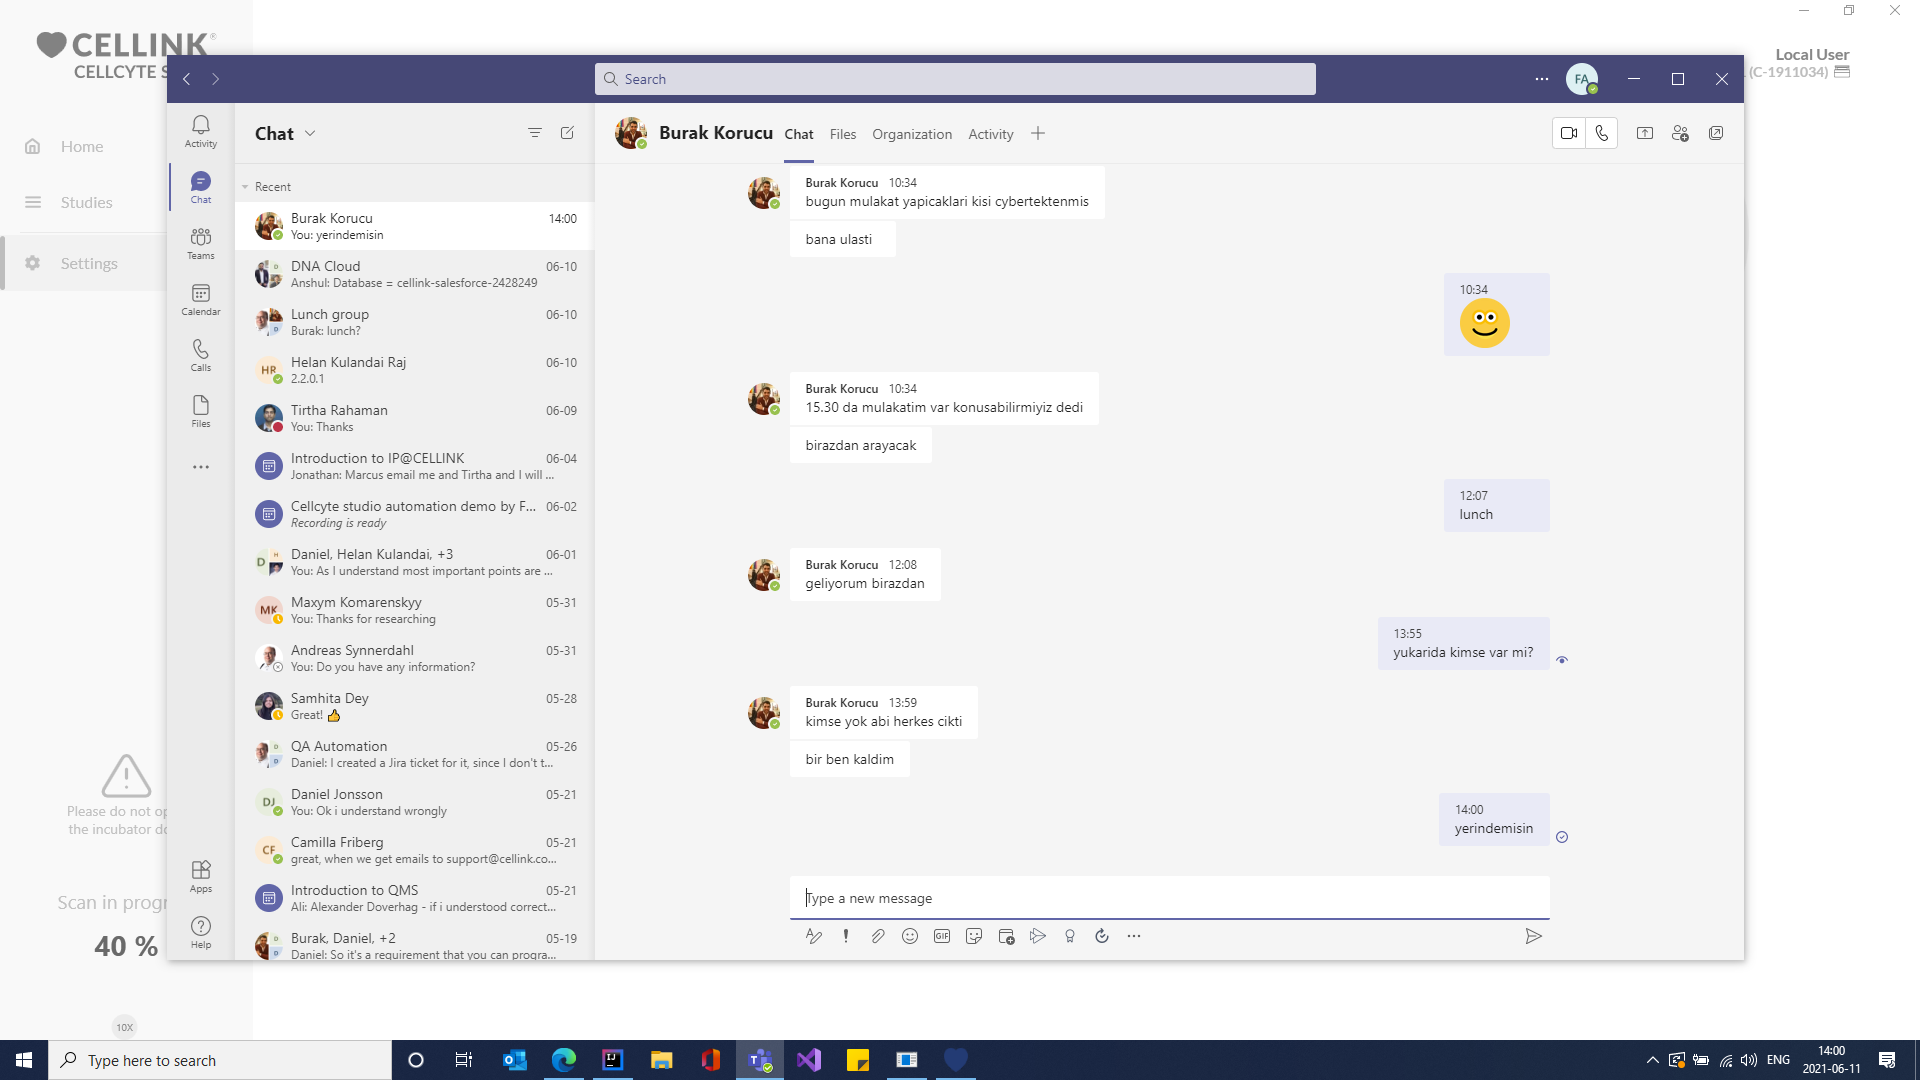 CELLINK®
CELLCYTE S
Local User
(C-1911034)
Home
Studies
Settings
Please do not op
the incubator do
Scan in progr
40 %
10X
Search
FA
Activity
Chat
Teams
Calendar
Calls
Files
Apps
Help
Chat
Recent
Burak Korucu 14:00
You: yerindemisin
DNA Cloud 06-10
Anshul: Database = cellink-salesforce-2428249
Lunch group 06-10
Burak: lunch?
HR
Helan Kulandai Raj 06-10
2.2.0.1
Tirtha Rahaman 06-09
You: Thanks
Introduction to IP@CELLINK 06-04
Jonathan: Marcus email me and Tirtha and I will ...
Cellcyte studio automation demo by F... 06-02
Recording is ready
D H
Daniel, Helan Kulandai, +3 06-01
You: As I understand most important points are ...
MK
Maxym Komarenskyy 05-31
You: Thanks for researching
Andreas Synnerdahl 05-31
You: Do you have any information?
Samhita Dey 05-28
Great! 👍
QA Automation 05-26
Daniel: I created a Jira ticket for it, since I don't t...
DJ
Daniel Jonsson 05-21
You: Ok i understand wrongly
CF
Camilla Friberg 05-21
great, when we get emails to support@cellink.co...
Introduction to QMS 05-21
Ali: Alexander Doverhag - if i understood correct...
Burak, Daniel, +2 05-19
Daniel: So it's a requirement that you can progra...
Burak Korucu Chat Files Organization Activity
Burak Korucu 10:34
bugun mulakat yapicaklari kisi cybertektenmis
bana ulasti
10:34
Burak Korucu 10:34
15.30 da mulakatim var konusabilirmiyiz dedi
birazdan arayacak
12:07
lunch
Burak Korucu 12:08
geliyorum birazdan
13:55
yukarida kimse var mi?
Burak Korucu 13:59
kimse yok abi herkes cikti
bir ben kaldim
14:00
yerindemisin
Type a new message
GIF
Type here to search
ENG
14:00
2021-06-11